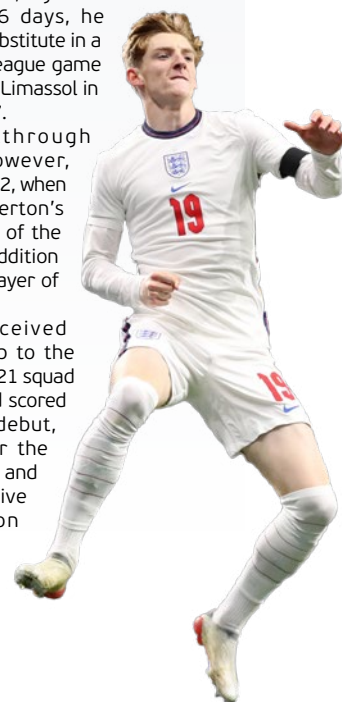 6 days, he
bstitute in a
eague game
Limassol in
'.
through
owever,
2, when
erton's
of the
ddition
ayer of
ceived
o to the
21 squad
d scored
debut,
r the
and
ive
on
19
19